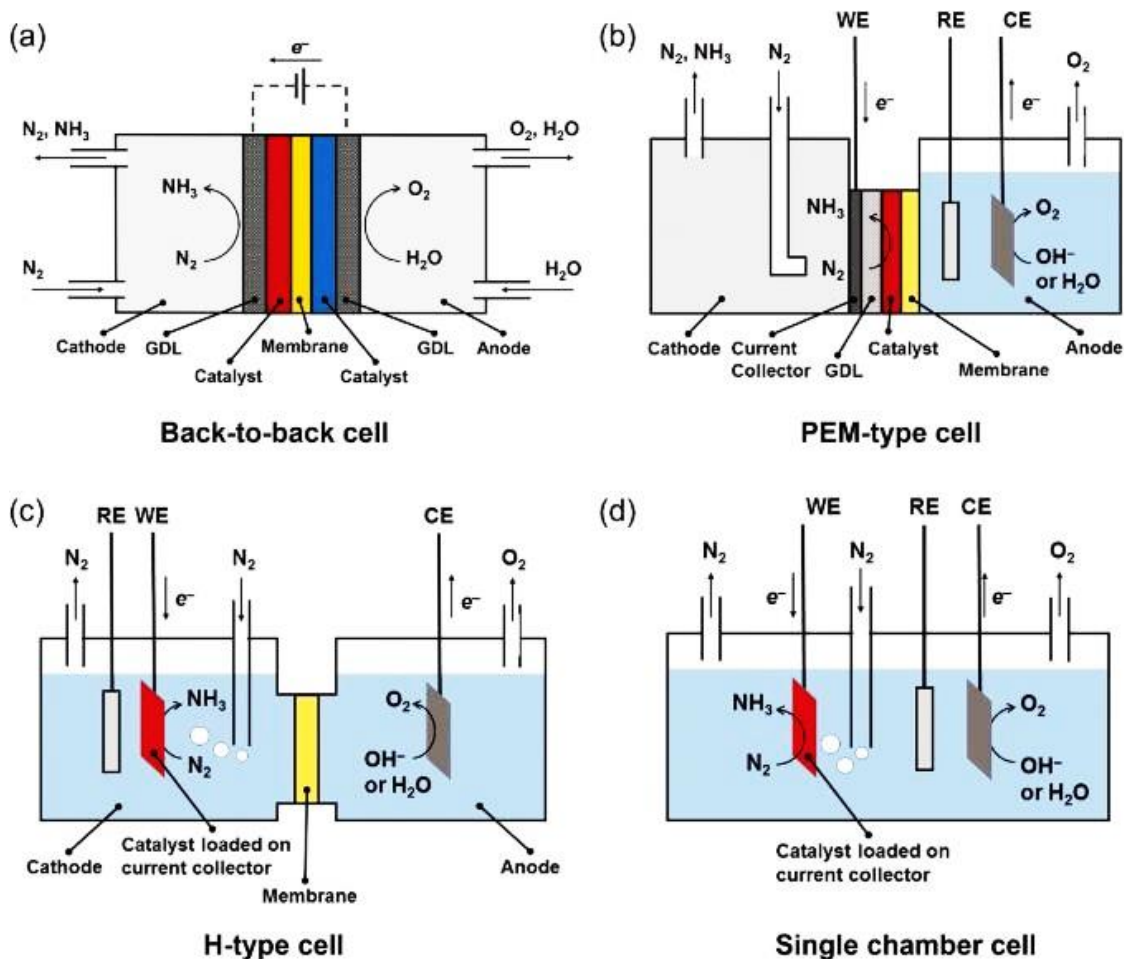 (a)
e⁻
N₂, NH₃
O₂, H₂O
NH₃
O₂
N₂
H₂O
N₂
H₂O
Cathode
GDL
Membrane
GDL
Anode
Catalyst
Catalyst
Back-to-back cell
(b)
WE
RE
CE
N₂, NH₃
N₂
O₂
e⁻
e⁻
NH₃
O₂
N₂
OH⁻
or H₂O
Cathode
Current
Collector
GDL
Catalyst
Membrane
Anode
PEM-type cell
(c)
RE
WE
CE
N₂
N₂
O₂
e⁻
e⁻
NH₃
O₂
N₂
OH⁻
or H₂O
Cathode
Catalyst loaded on
current collector
Membrane
Anode
H-type cell
(d)
WE
RE
CE
N₂
N₂
O₂
e⁻
e⁻
NH₃
O₂
N₂
OH⁻
or H₂O
Catalyst loaded on
current collector
Single chamber cell